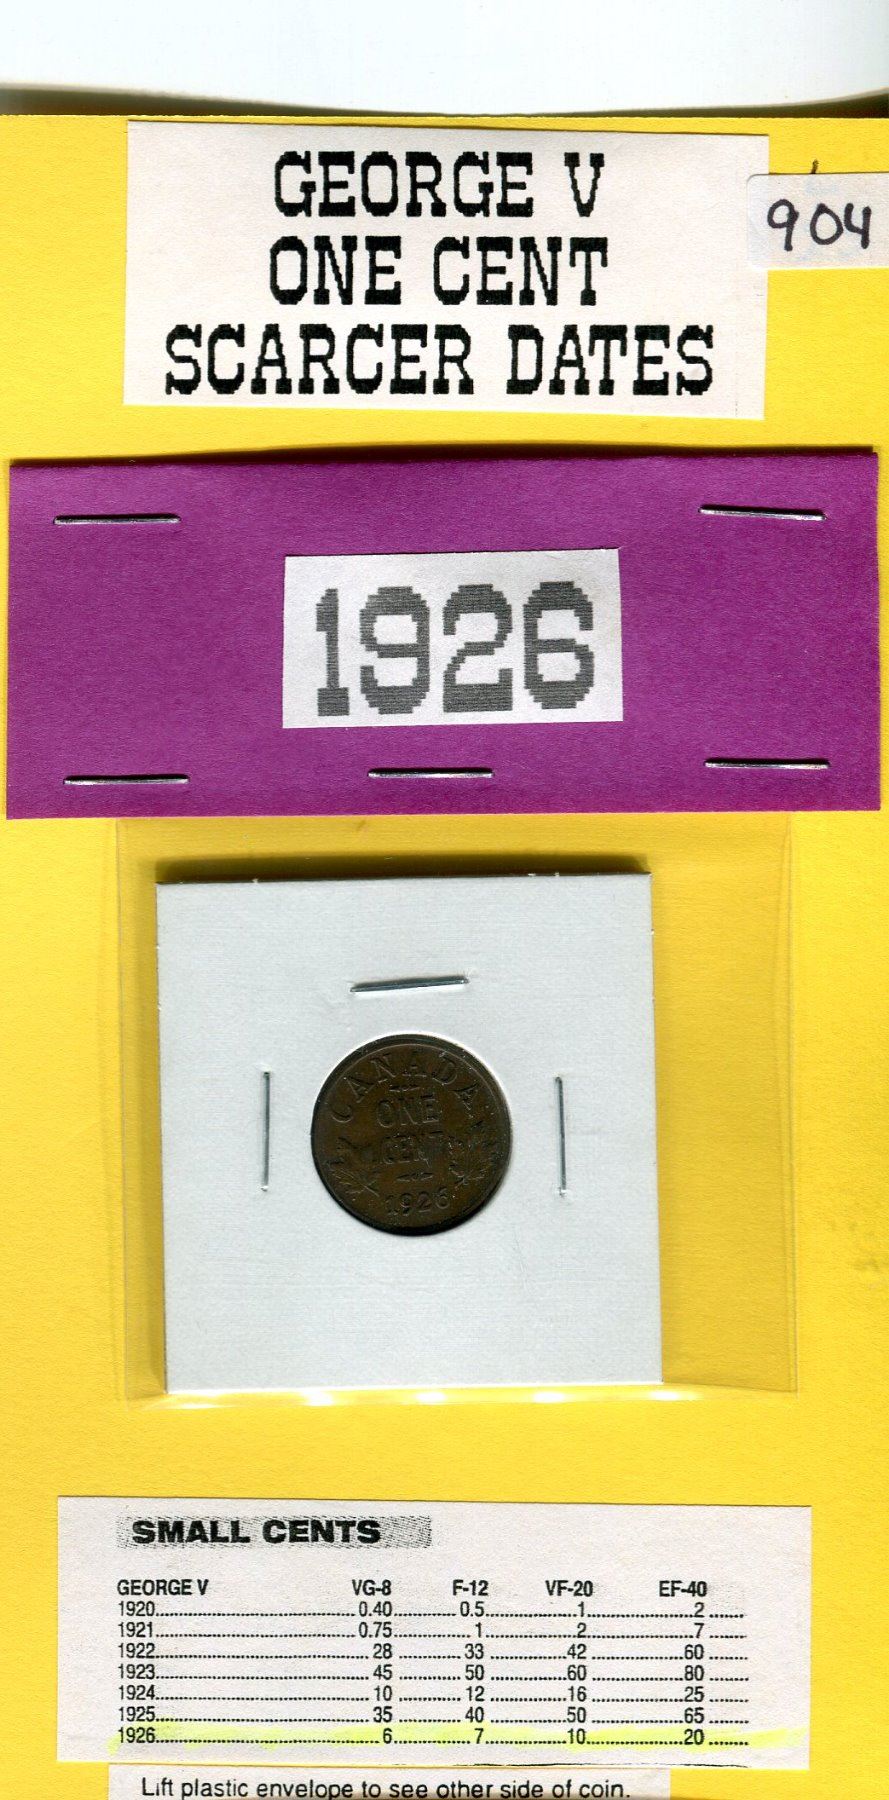 GEORGE V
ONE CENT
SCARCER DATES
904
1926
CANADA
ONE
CENT
1926
SMALL CENTS
GEORGE V VG-8 F-12 VF-20 EF-40
1920 0.40 0.5 1 2
1921 0.75 1 2 7
1922 28 33 42 60
1923 45 50 60 80
1924 10 12 16 25
1925 35 40 50 65
1926 6 7 10 20
Lift plastic envelope to see other side of coin.